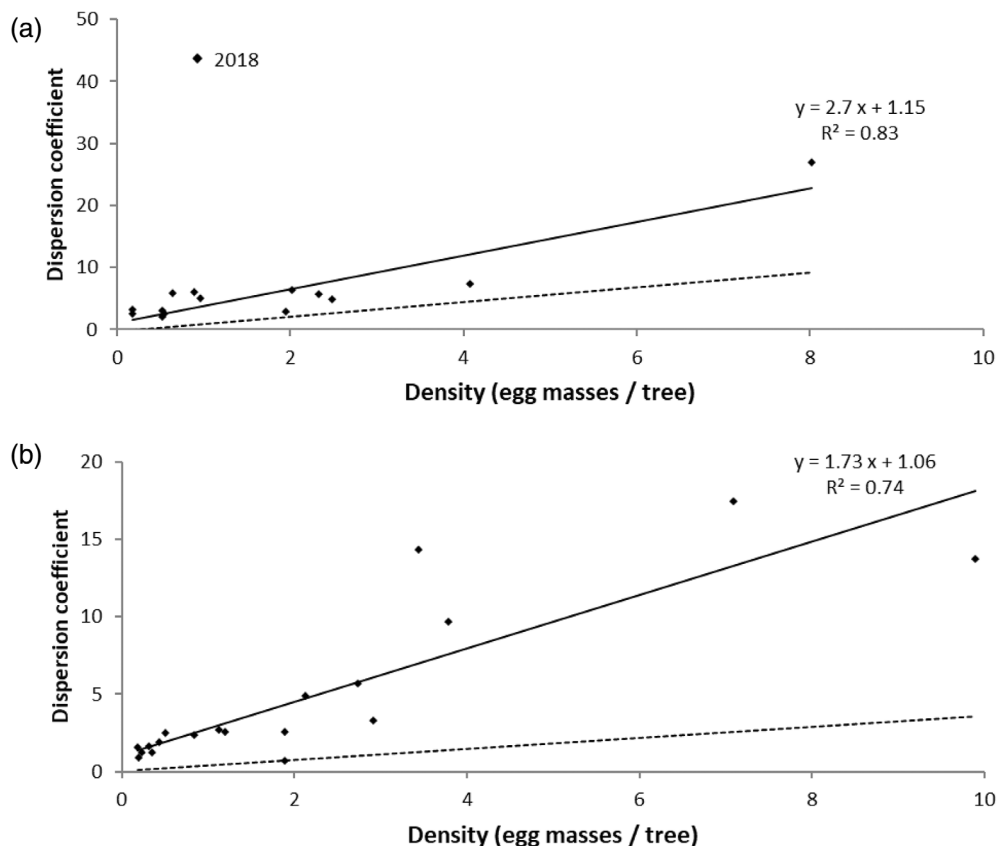 (a)
50
40
30
20
10
0
Dispersion coefficient
2018
y = 2.7 x + 1.15
R² = 0.83
0 2 4 6 8 10
Density (egg masses / tree)
(b)
20
15
10
5
0
Dispersion coefficient
y = 1.73 x + 1.06
R² = 0.74
0 2 4 6 8 10
Density (egg masses / tree)